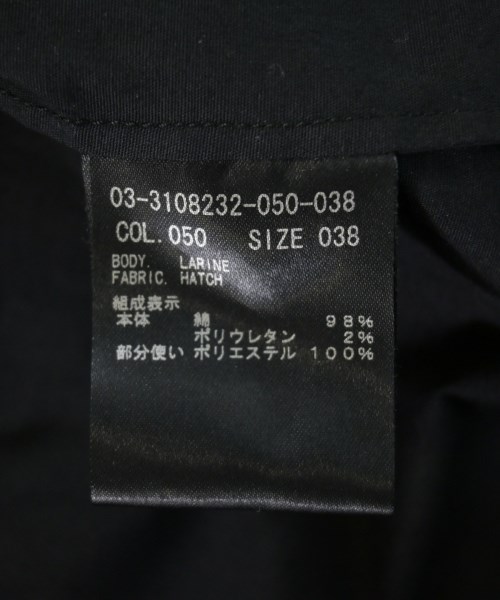 03-3108232-050-038
COL. 050 SIZE 038
BODY. LARINE
FABRIC. HATCH
組成表示
本体 綿 98%
ポリウレタン 2%
部分使い ポリエステル 100%